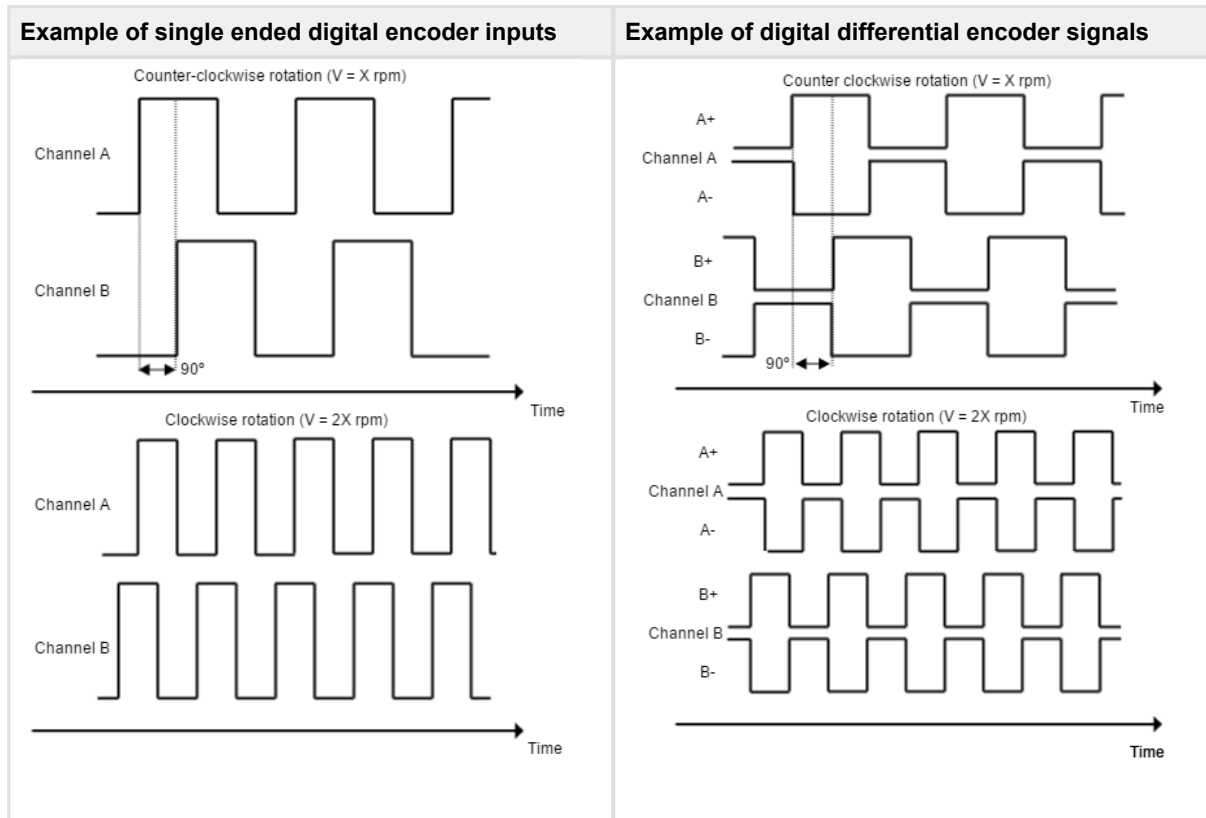 Example of single ended digital encoder inputs
Counter-clockwise rotation (V = X rpm)
Channel A
Channel B
90º
Time
Clockwise rotation (V = 2X rpm)
Channel A
Channel B
Time
Example of digital differential encoder signals
Counter clockwise rotation (V = X rpm)
A+
Channel A
A-
B+
Channel B
B-
90º
Time
Clockwise rotation (V = 2X rpm)
A+
Channel A
A-
B+
Channel B
B-
Time